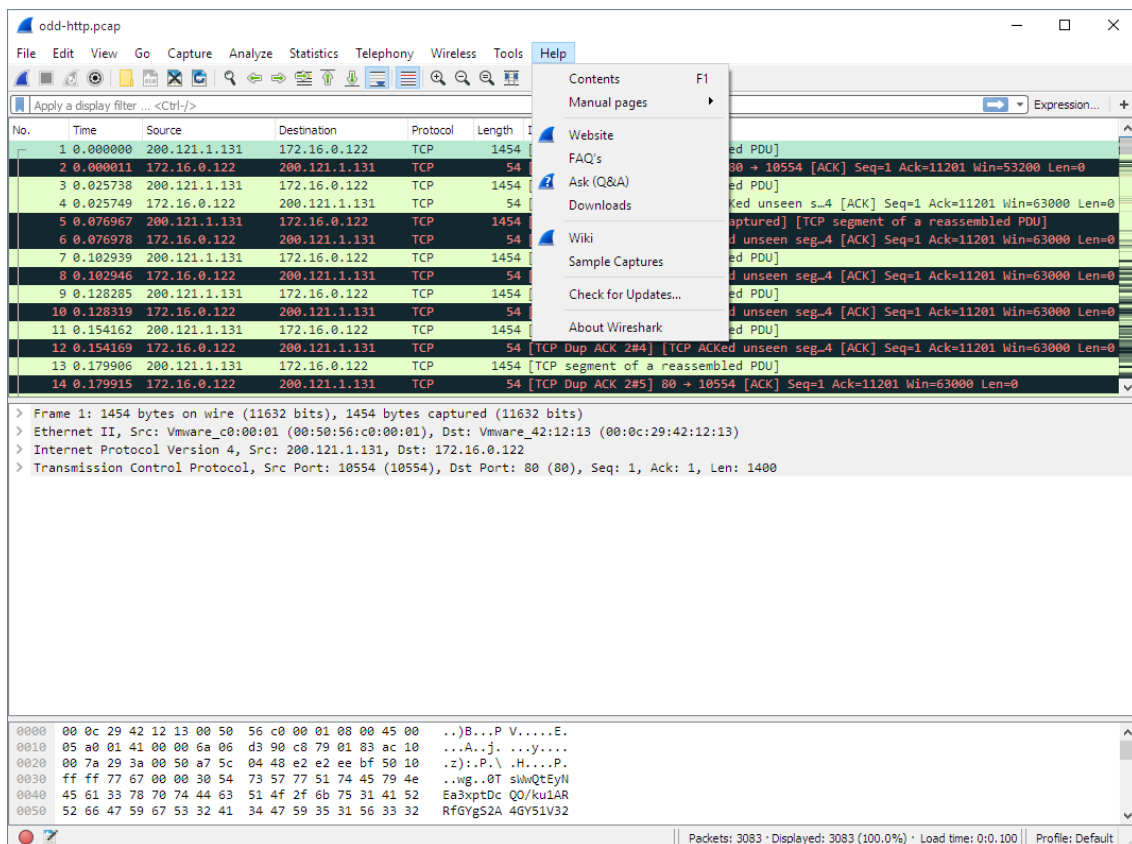 odd-http.pcap
File Edit View Go Capture Analyze Statistics Telephony Wireless Tools Help
Apply a display filter ... <Ctrl-/> Expression... +
Contents F1
Manual pages
Website
FAQ's
Ask (Q&A)
Downloads
Wiki
Sample Captures
Check for Updates...
About Wireshark
No. Time Source Destination Protocol Length
1 0.000000 200.121.1.131 172.16.0.122 TCP 1454 [ ed PDU]
2 0.000011 172.16.0.122 200.121.1.131 TCP 54 [ 80 → 10554 [ACK] Seq=1 Ack=11201 Win=53200 Len=0
3 0.025738 200.121.1.131 172.16.0.122 TCP 1454 [ ed PDU]
4 0.025749 172.16.0.122 200.121.1.131 TCP 54 [ Ked unseen s…4 [ACK] Seq=1 Ack=11201 Win=63000 Len=0
5 0.076967 200.121.1.131 172.16.0.122 TCP 1454 [ aptured] [TCP segment of a reassembled PDU]
6 0.076978 172.16.0.122 200.121.1.131 TCP 54 [ d unseen seg…4 [ACK] Seq=1 Ack=11201 Win=63000 Len=0
7 0.102939 200.121.1.131 172.16.0.122 TCP 1454 [ ed PDU]
8 0.102946 172.16.0.122 200.121.1.131 TCP 54 [ d unseen seg…4 [ACK] Seq=1 Ack=11201 Win=63000 Len=0
9 0.128285 200.121.1.131 172.16.0.122 TCP 1454 [ ed PDU]
10 0.128319 172.16.0.122 200.121.1.131 TCP 54 [ d unseen seg…4 [ACK] Seq=1 Ack=11201 Win=63000 Len=0
11 0.154162 200.121.1.131 172.16.0.122 TCP 1454 [ ed PDU]
12 0.154169 172.16.0.122 200.121.1.131 TCP 54 [TCP Dup ACK 2#4] [TCP ACKed unseen seg…4 [ACK] Seq=1 Ack=11201 Win=63000 Len=0
13 0.179906 200.121.1.131 172.16.0.122 TCP 1454 [TCP segment of a reassembled PDU]
14 0.179915 172.16.0.122 200.121.1.131 TCP 54 [TCP Dup ACK 2#5] 80 → 10554 [ACK] Seq=1 Ack=11201 Win=63000 Len=0
Frame 1: 1454 bytes on wire (11632 bits), 1454 bytes captured (11632 bits)
Ethernet II, Src: Vmware_c0:00:01 (00:50:56:c0:00:01), Dst: Vmware_42:12:13 (00:0c:29:42:12:13)
Internet Protocol Version 4, Src: 200.121.1.131, Dst: 172.16.0.122
Transmission Control Protocol, Src Port: 10554 (10554), Dst Port: 80 (80), Seq: 1, Ack: 1, Len: 1400
0000 00 0c 29 42 12 13 00 50 56 c0 00 01 08 00 45 00 ..)B...P V.....E.
0010 05 a0 01 41 00 00 6a 06 d3 90 c8 79 01 83 ac 10 ...A..j. ...y....
0020 00 7a 29 3a 00 50 a7 5c 04 48 e2 e2 ee bf 50 10 .z):.P.\ .H....P.
0030 ff ff 77 67 00 00 30 54 73 57 77 51 74 45 79 4e ..wg..0T sWwQtEyN
0040 45 61 33 78 70 74 44 63 51 4f 2f 6b 75 31 41 52 Ea3xptDc QO/ku1AR
0050 52 66 47 59 67 53 32 41 34 47 59 35 31 56 33 32 RfGYgS2A 4GY51V32
Packets: 3083 · Displayed: 3083 (100.0%) · Load time: 0:0.100 Profile: Default